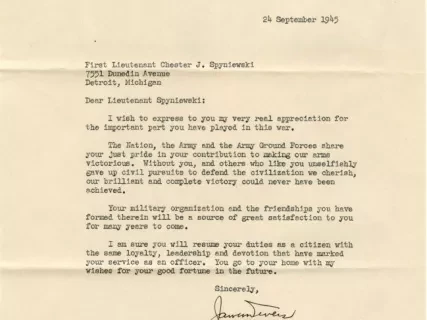 24 September 1945
First Lieutenant Chester J. Spyniewski
7551 Dunedin Avenue
Detroit, Michigan
Dear Lieutenant Spyniewski:
I wish to express to you my very real appreciation for
the important part you have played in this war.
The Nation, the Army and the Army Ground Forces share
your just pride in your contribution to making our arms
victorious. Without you, and others who like you unselfishly
gave up civil pursuits to defend the civilization we cherish,
our brilliant and complete victory could never have been
achieved.
Your military organization and the friendships you have
formed therein will be a source of great satisfaction to you
for many years to come.
I am sure you will resume your duties as a citizen with
the same loyalty, leadership and devotion that have marked
your service as an officer. You go to your home with my
wishes for your good fortune in the future.
Sincerely,